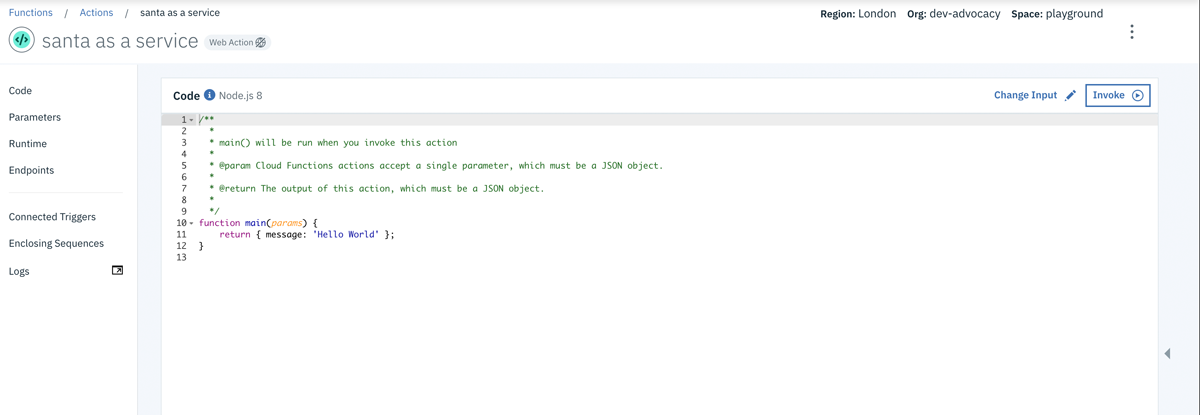 Functions / Actions / santa as a service
Region: London Org: dev-advocacy Space: playground
</> santa as a service Web Action
Code
Parameters
Runtime
Endpoints
Connected Triggers
Enclosing Sequences
Logs
Code i Node.js 8
Change Input Invoke
1 /**
2  *
3  * main() will be run when you invoke this action
4  *
5  * @param Cloud Functions actions accept a single parameter, which must be a JSON object.
6  *
7  * @return The output of this action, which must be a JSON object.
8  *
9  */
10 function main(params) {
11     return { message: 'Hello World' };
12 }
13